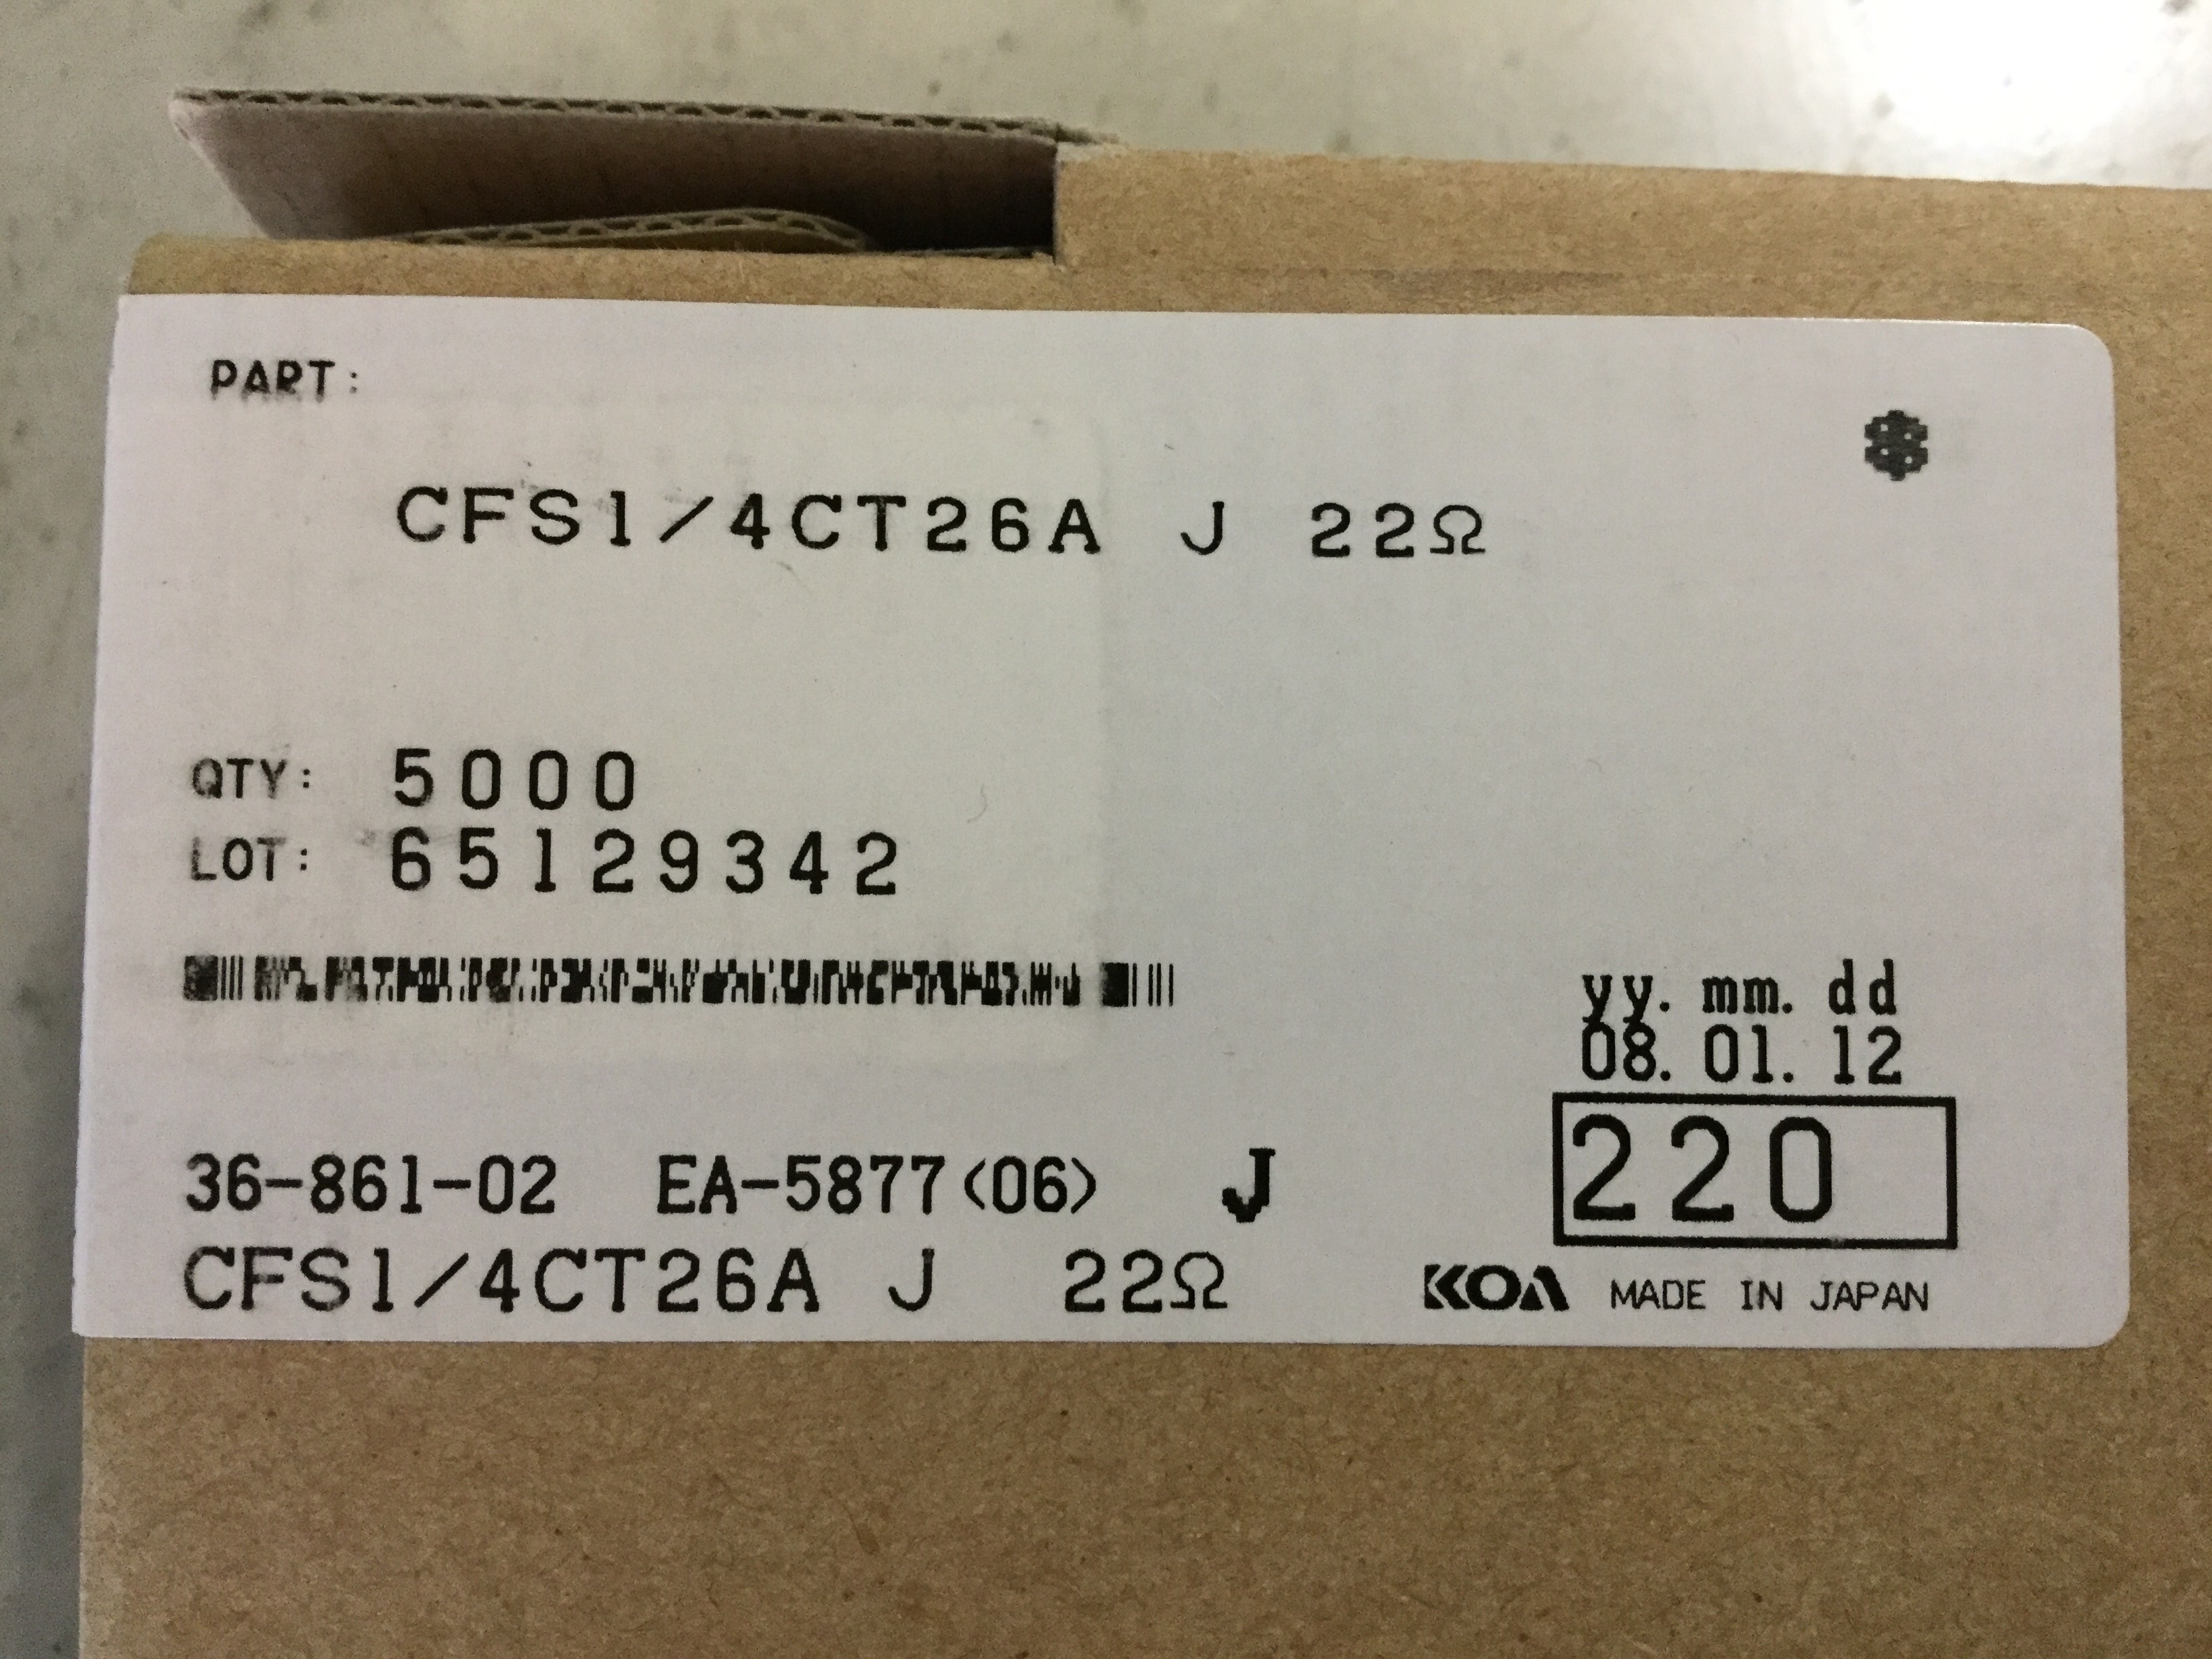 PART:
CFS1/4CT26A J 22Ω
QTY: 5000
LOT: 65129342
yy. mm. dd
08. 01. 12
220
36-861-02 EA-5877<06> J
CFS1/4CT26A J 22Ω
KOA MADE IN JAPAN